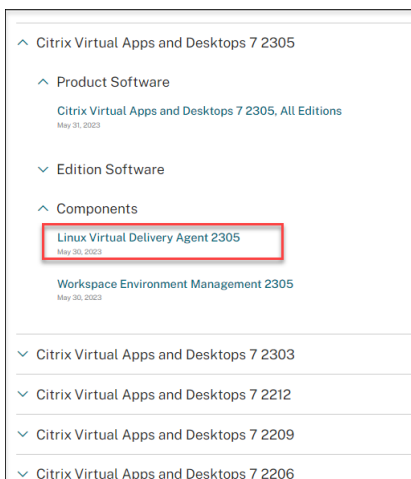 Citrix Virtual Apps and Desktops 7 2305
Product Software
Citrix Virtual Apps and Desktops 7 2305, All Editions
May 31, 2023
Edition Software
Components
Linux Virtual Delivery Agent 2305
May 30, 2023
Workspace Environment Management 2305
May 30, 2023
Citrix Virtual Apps and Desktops 7 2303
Citrix Virtual Apps and Desktops 7 2212
Citrix Virtual Apps and Desktops 7 2209
Citrix Virtual Apps and Desktops 7 2206